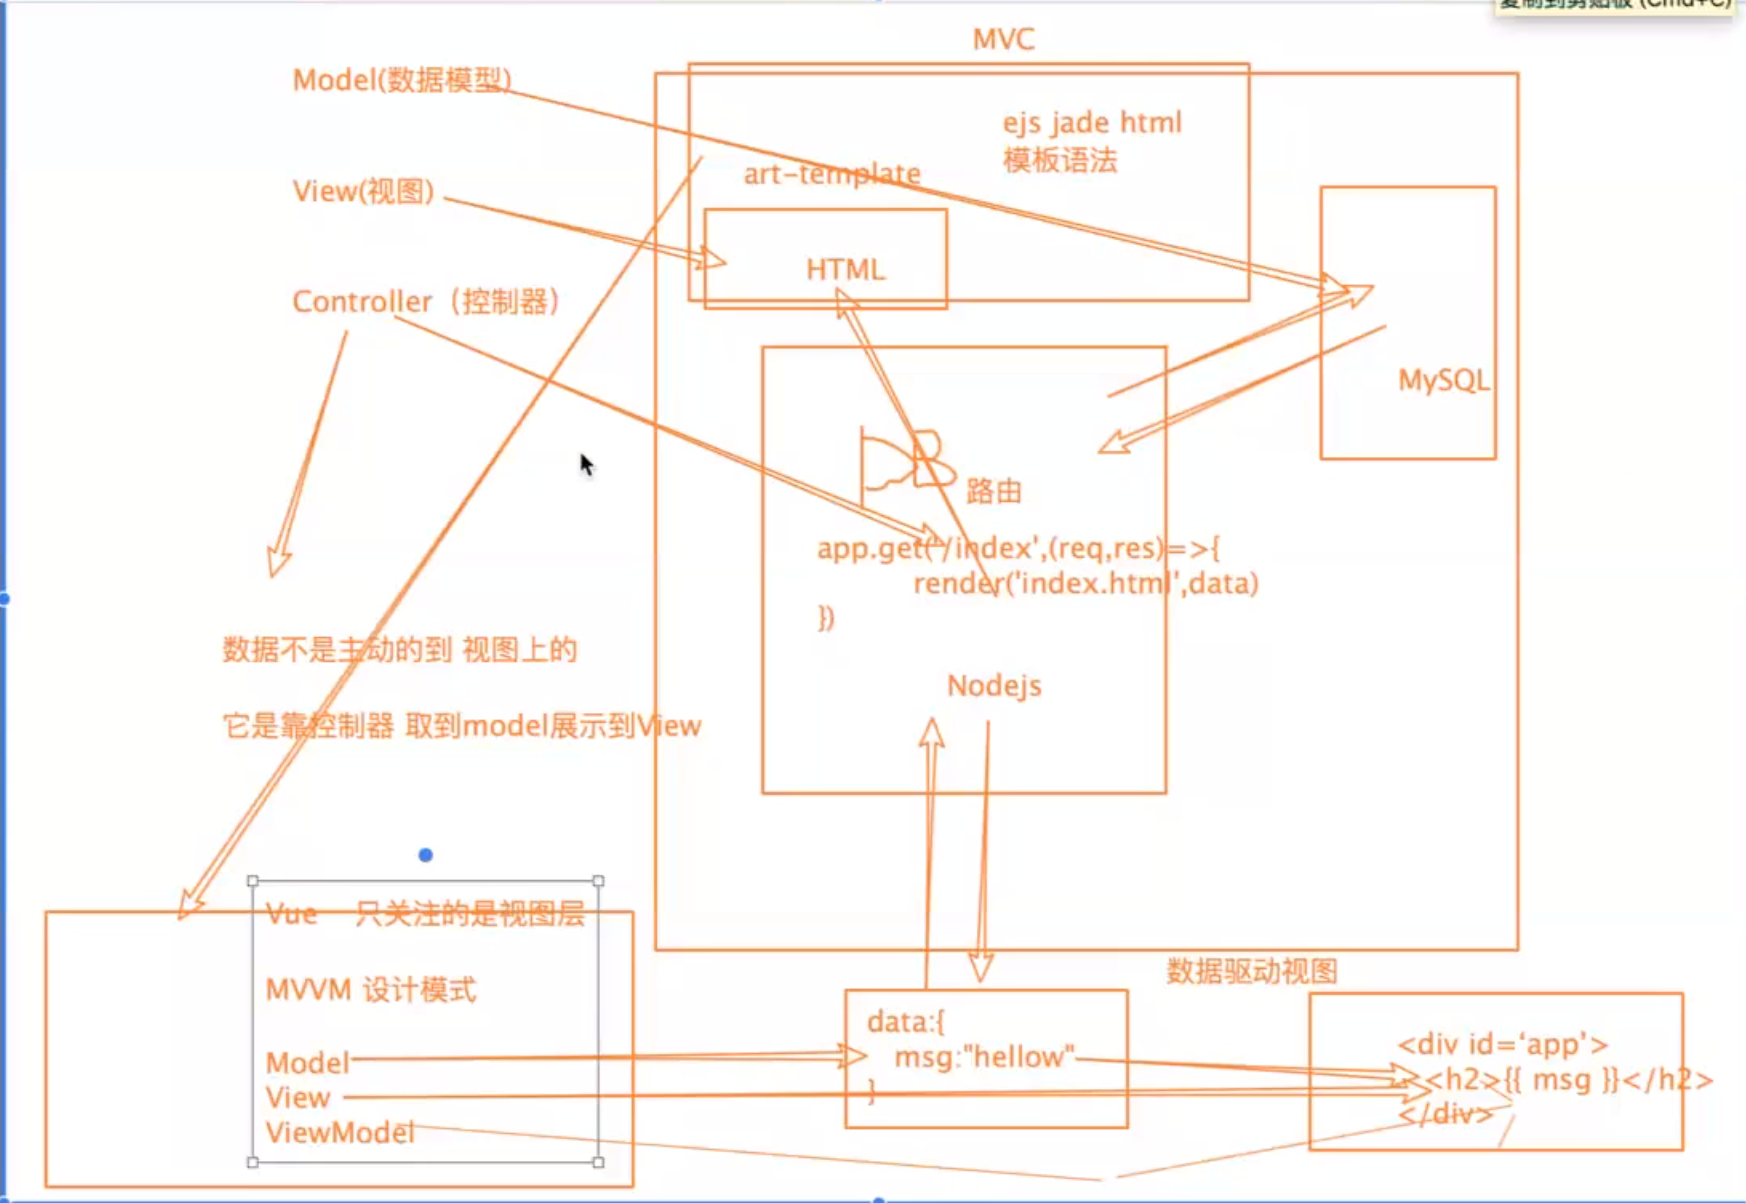 复制到剪贴板 (Cmd+C)
MVC
Model(数据模型)
ejs jade html
模板语法
art-template
View(视图)
HTML
Controller（控制器）
MySQL
路由
app.get('/index',(req,res)=>{
render('index.html',data)
})
数据不是主动的到 视图上的
Nodejs
它是靠控制器 取到model展示到View
Vue 只关注的是视图层
MVVM 设计模式
Model
View
ViewModel
数据驱动视图
data:{
msg:"hellow"
}
<div id=‘app’>
<h2>{{ msg }}</h2>
</div>